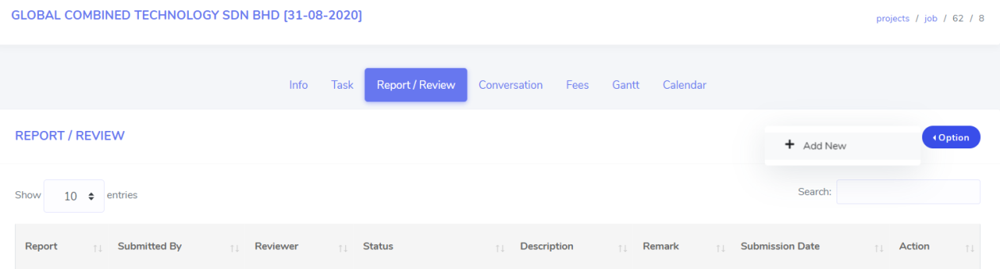 GLOBAL COMBINED TECHNOLOGY SDN BHD [31-08-2020]
projects / job / 62 / 8
Info Task Report / Review Conversation Fees Gantt Calendar
REPORT / REVIEW
Add New
Option
Show 10 entries
Search:
Report Submitted By Reviewer Status Description Remark Submission Date Action